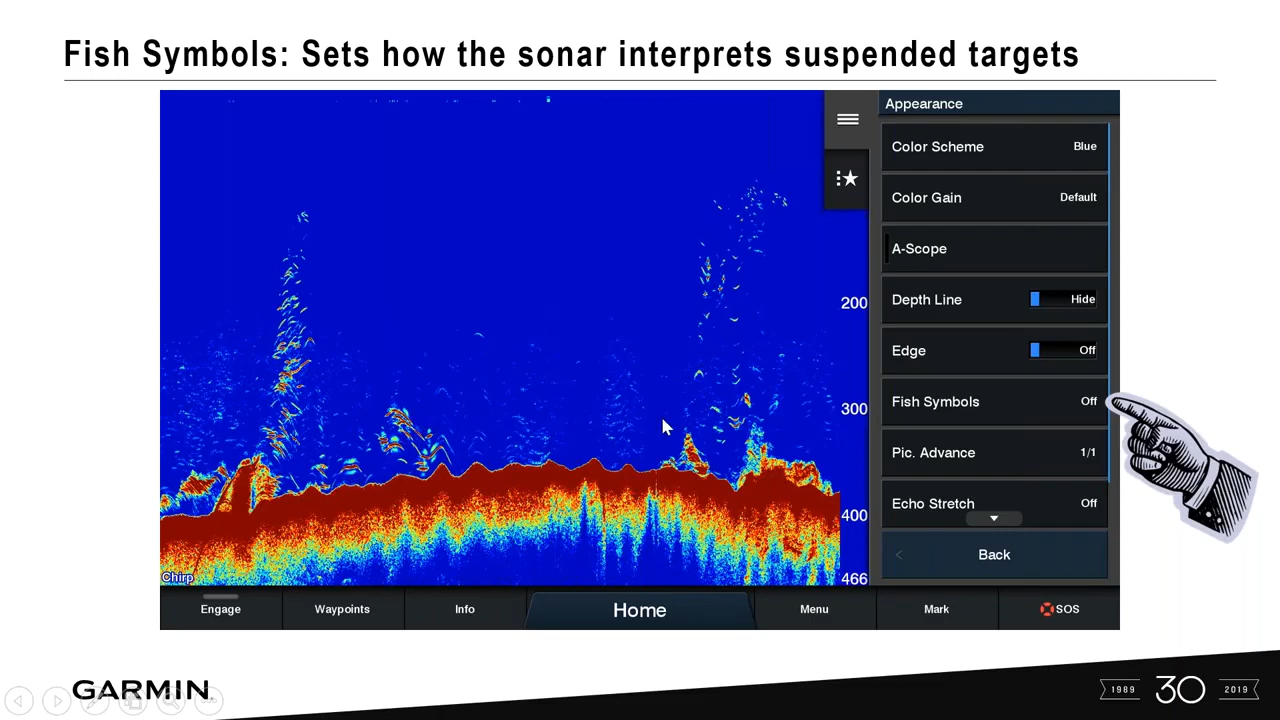 Fish Symbols: Sets how the sonar interprets suspended targets
Appearance
Color Scheme Blue
Color Gain Default
A-Scope
Depth Line Hide
Edge Off
Fish Symbols Off
Pic. Advance 1/1
Echo Stretch Off
< Back
200
300
400
466
Chirp
Engage Waypoints Info Home Menu Mark SOS
GARMIN.
1989 30 2019